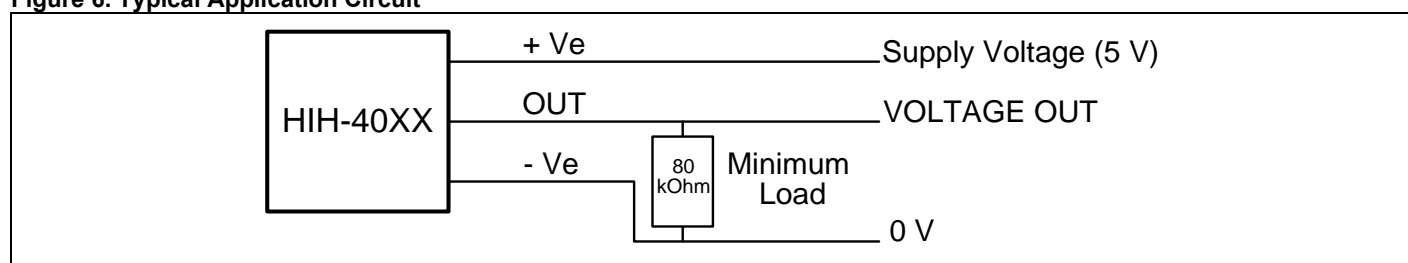 Figure 6. Typical Application Circuit
+ Ve
Supply Voltage (5 V)
HIH-40XX
OUT
VOLTAGE OUT
- Ve
80
kOhm
Minimum
Load
0 V